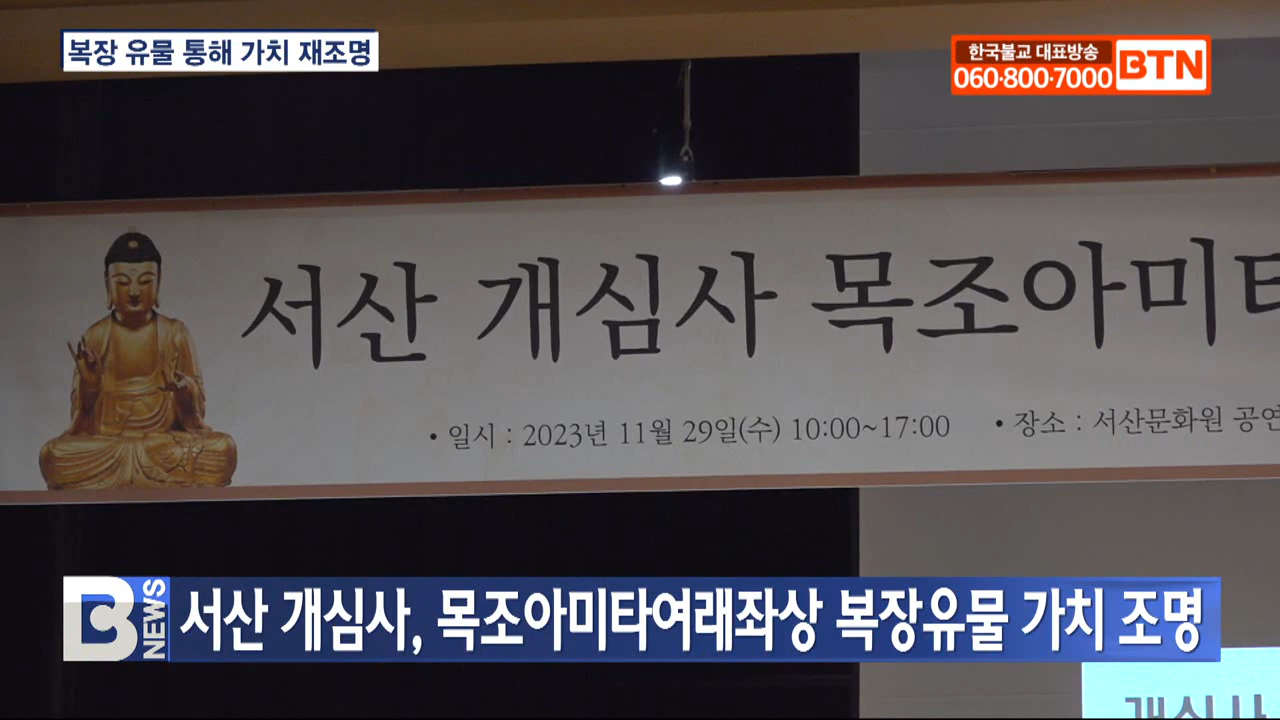 복장 유물 통해 가치 재조명
한국불교 대표방송
060·800·7000
BTN
서산 개심사 목조아미타
• 일시 : 2023년 11월 29일(수) 10:00~17:00
• 장소 : 서산문화원 공연
B NEWS
서산 개심사, 목조아미타여래좌상 복장유물 가치 조명
개심사